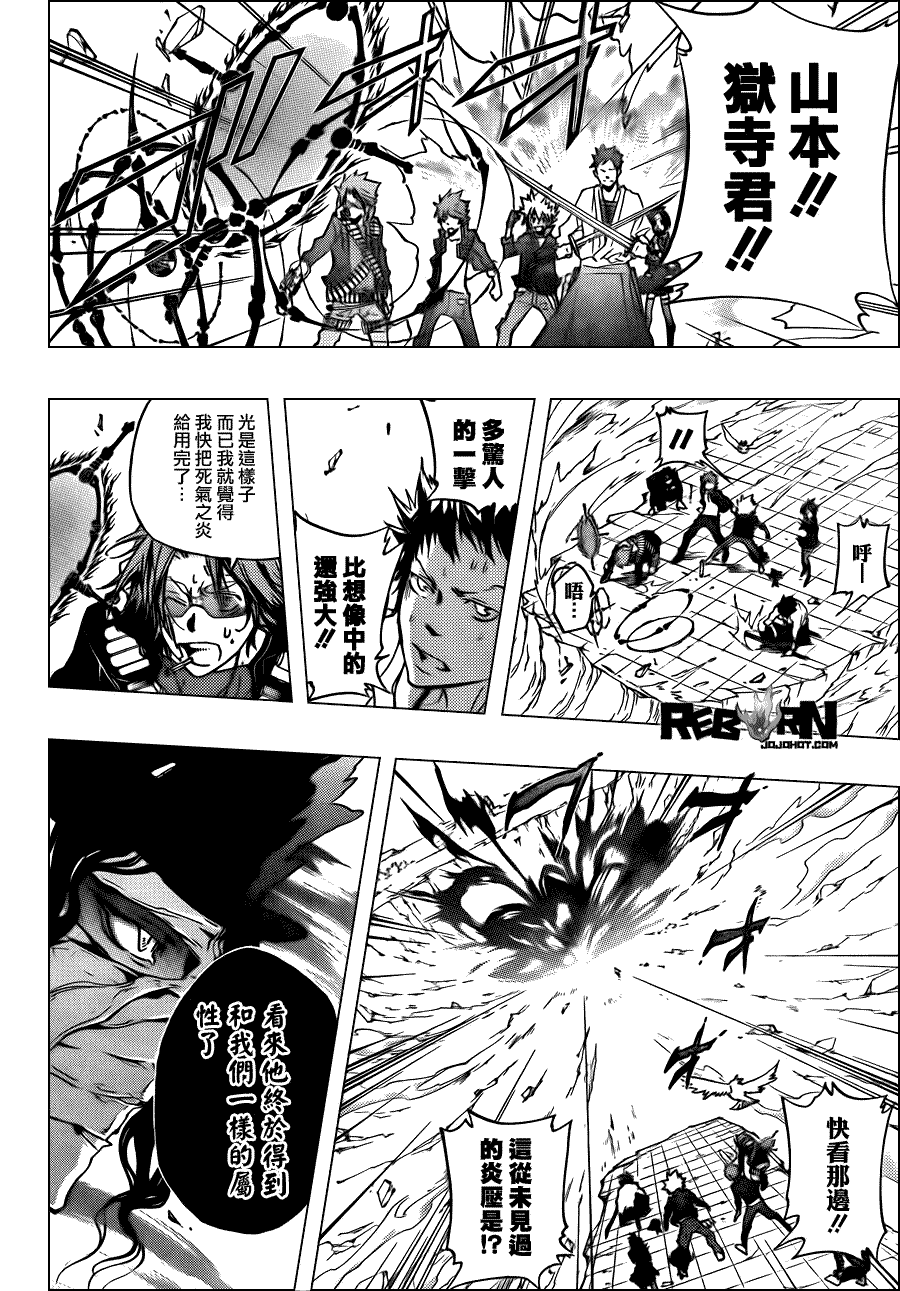 山本!!
獄寺君!!
!!
呼—
唔…
多驚人
的一擊
比想像中的
還強大!!
光是這樣子
而已我就覺得
我快把死氣之炎
給用完了…
REBORN
JOJOHOT.COM
快看那邊!!
這從未見過
的炎壓是!?
看來他終於得到
和我們一樣的屬
性了